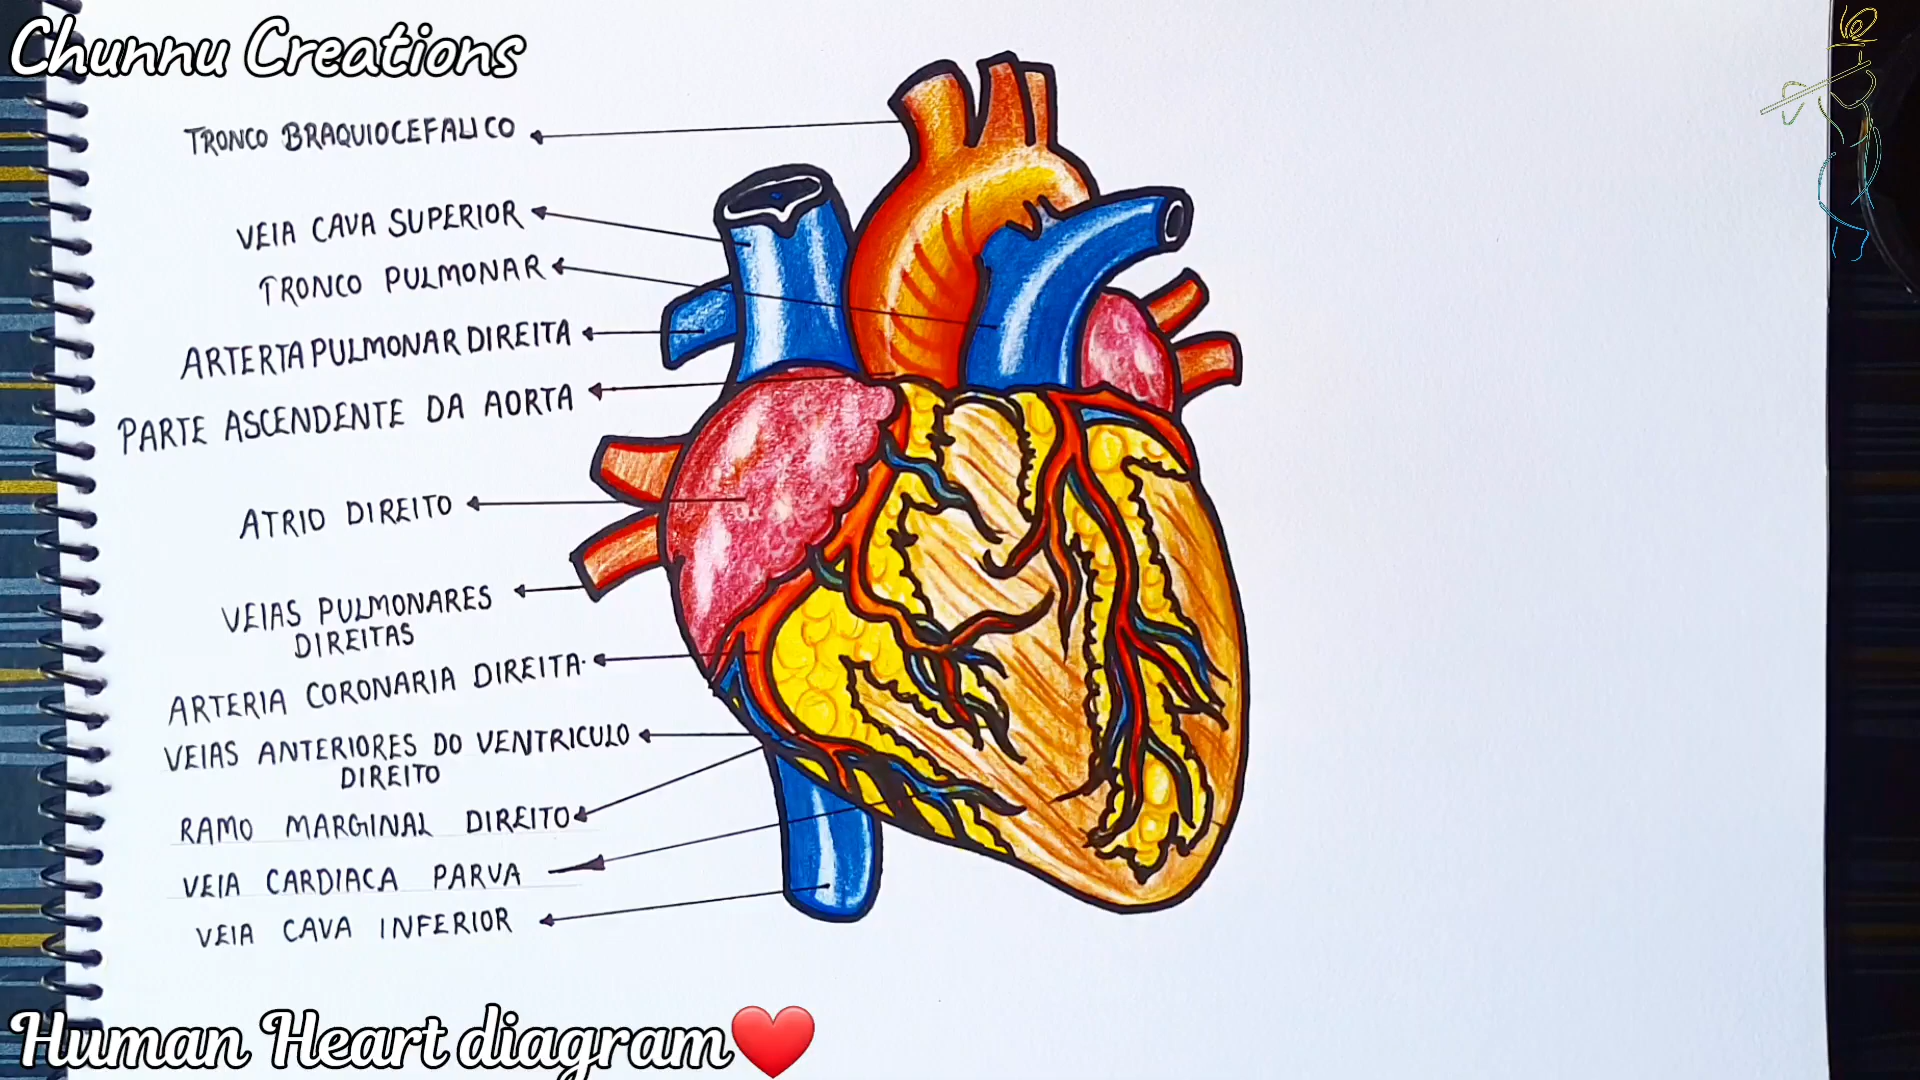 Chunnu Creations
TRONCO BRAQUIOCEFALICO
VEIA CAVA SUPERIOR
TRONCO PULMONAR
ARTERTA PULMONAR DIREITA
PARTE ASCENDENTE DA AORTA
ATRIO DIREITO
VEIAS PULMONARES
DIREITAS
ARTERIA CORONARIA DIREITA.
VEIAS ANTERIORES DO VENTRICULO
DIREITO
RAMO MARGINAL DIREITO
VEIA CARDIACA PARVA
VEIA CAVA INFERIOR
Human Heart diagram❤️